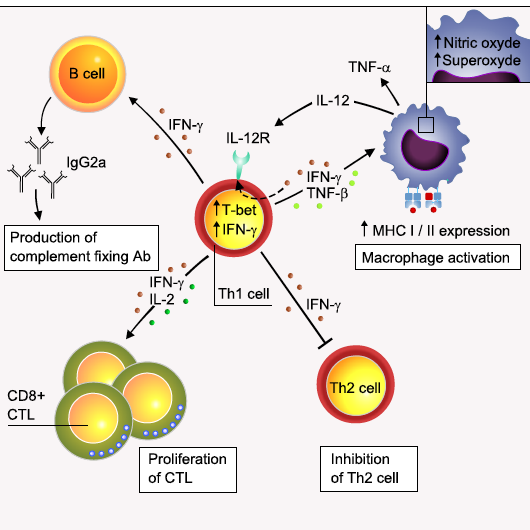 Nitric oxyde
Superoxyde
B cell
TNF-α
IL-12
IFN-γ
IL-12R
IgG2a
IFN-γ
TNF-β
T-bet
IFN-γ
MHC I / II expression
Macrophage activation
Production of
complement fixing Ab
IFN-γ
IL-2
Th1 cell
IFN-γ
CD8+
CTL
Th2 cell
Proliferation
of CTL
Inhibition
of Th2 cell